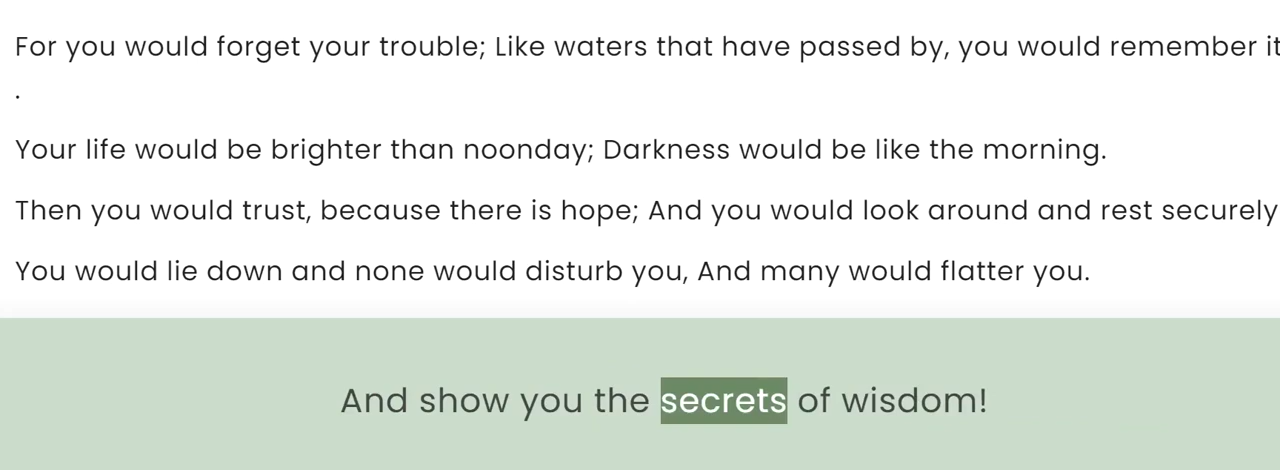 For you would forget your trouble; Like waters that have passed by, you would remember it
.
Your life would be brighter than noonday; Darkness would be like the morning.
Then you would trust, because there is hope; And you would look around and rest securely
You would lie down and none would disturb you, And many would flatter you.
And show you the secrets of wisdom!